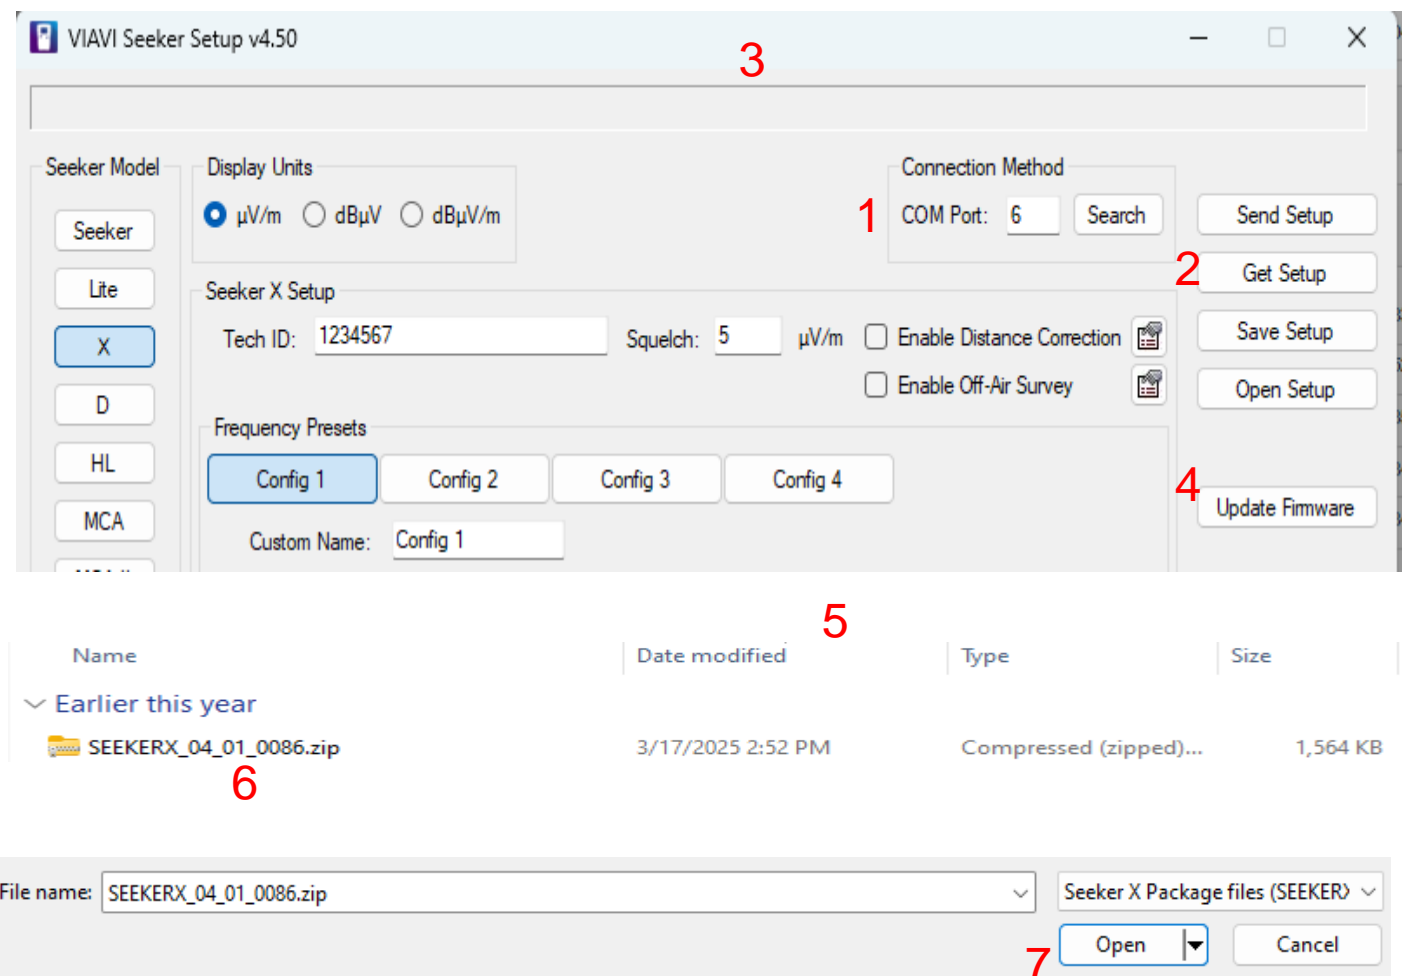 VIAVI Seeker Setup v4.50
3
Seeker Model
Display Units
Connection Method
µV/m dBµV dBµV/m
1 COM Port: 6 Search
Send Setup
Seeker
2 Get Setup
Lite
Seeker X Setup
Tech ID: 1234567 Squelch: 5 µV/m Enable Distance Correction
Save Setup
X
Enable Off-Air Survey
Open Setup
D
Frequency Presets
HL
Config 1 Config 2 Config 3 Config 4
4 Update Firmware
MCA
Custom Name: Config 1
5
Name Date modified Type Size
Earlier this year
SEEKERX_04_01_0086.zip 3/17/2025 2:52 PM Compressed (zipped)... 1,564 KB
6
File name: SEEKERX_04_01_0086.zip Seeker X Package files (SEEKERX
7 Open Cancel